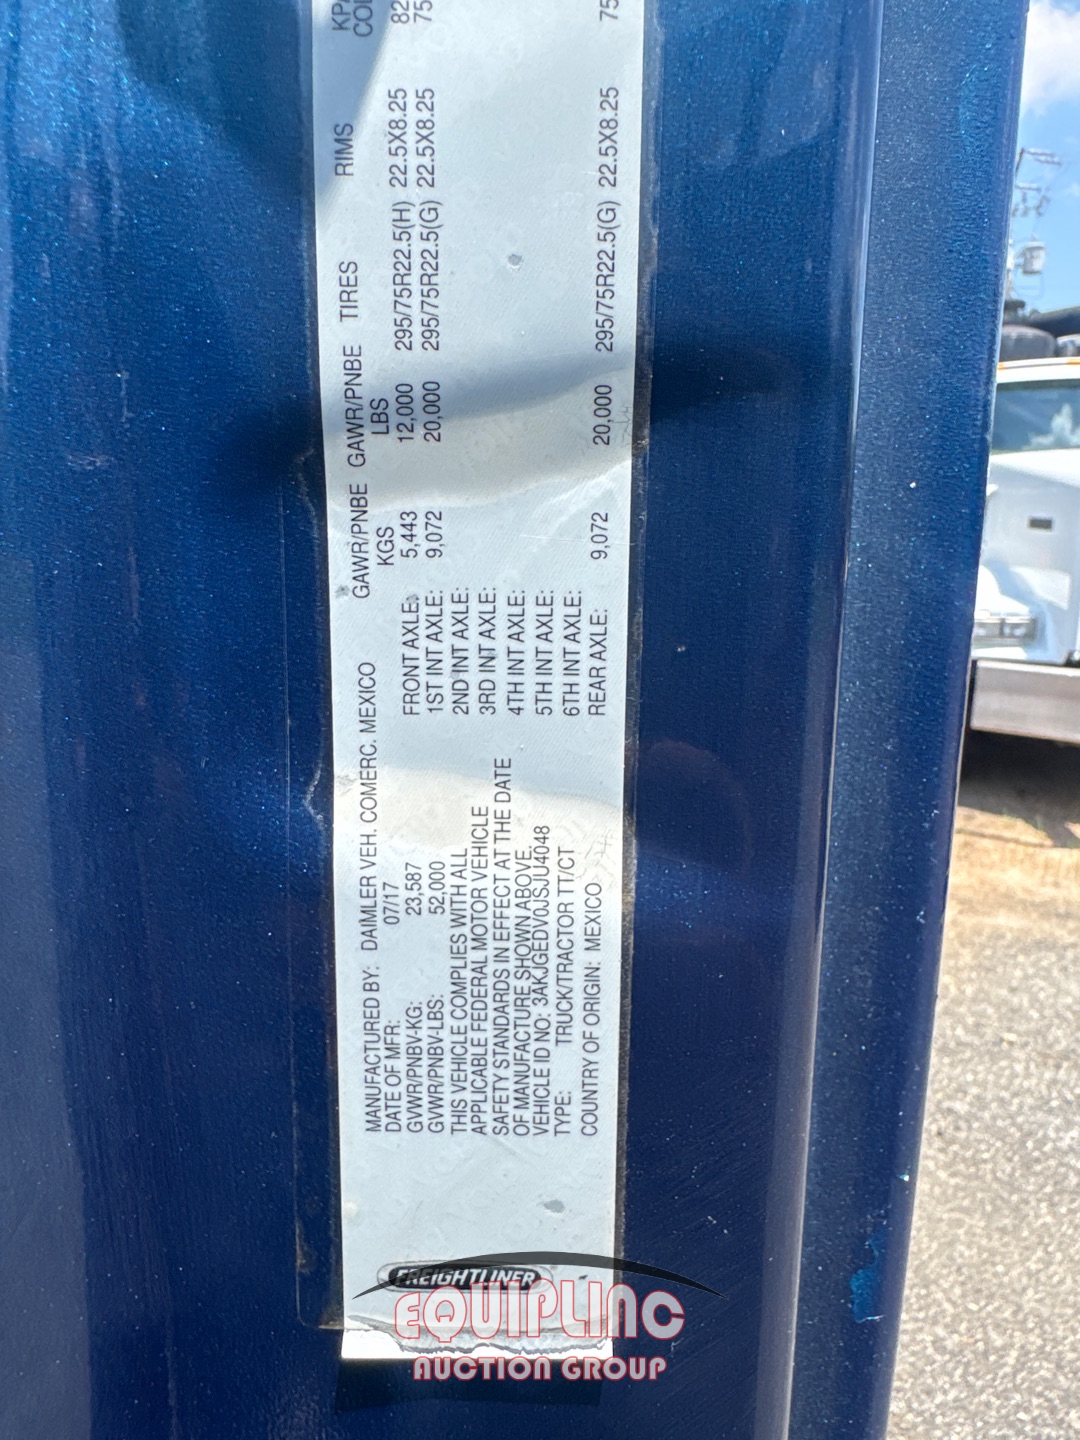 FREIGHTLINER
MANUFACTURED BY: DAIMLER VEH. COMERC. MEXICO
DATE OF MFR: 07/17
GVWR/PNBV-KG: 23,587
GVWR/PNBV-LBS: 52,000
THIS VEHICLE COMPLIES WITH ALL
APPLICABLE FEDERAL MOTOR VEHICLE
SAFETY STANDARDS IN EFFECT AT THE DATE
OF MANUFACTURE SHOWN ABOVE.
VEHICLE ID NO: 3AKJGEDV0JSJU4048
TYPE: TRUCK/TRACTOR TT/CT
COUNTRY OF ORIGIN: MEXICO
GAWR/PNBE GAWR/PNBE TIRES RIMS
KGS LBS
FRONT AXLE: 5,443 12,000 295/75R22.5(H) 22.5X8.25
1ST INT AXLE: 9,072 20,000 295/75R22.5(G) 22.5X8.25
2ND INT AXLE:
3RD INT AXLE:
4TH INT AXLE:
5TH INT AXLE:
6TH INT AXLE:
REAR AXLE: 9,072 20,000 295/75R22.5(G) 22.5X8.25
EQUIPLINC
AUCTION GROUP